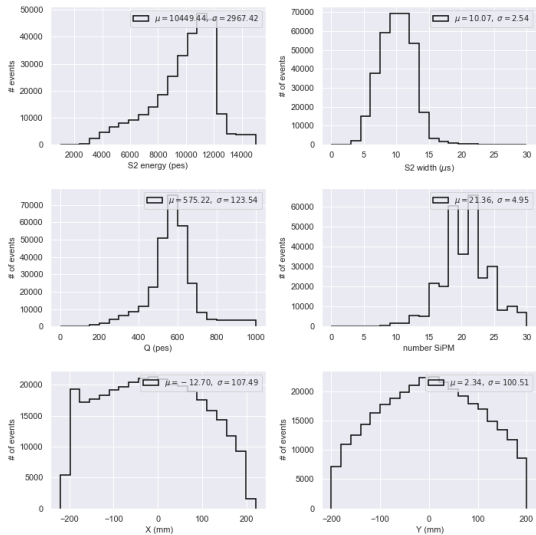 50000
40000
30000
20000
10000
0
# of events
μ=10449.44, σ=2967.42
2000 4000 6000 8000 10000 12000 14000
S2 energy (pes)
70000
60000
50000
40000
30000
20000
10000
0
# of events
μ=10.07, σ=2.54
0 5 10 15 20 25 30
S2 width (μs)
70000
60000
50000
40000
30000
20000
10000
0
# of events
μ=575.22, σ=123.54
0 200 400 600 800 1000
Q (pes)
60000
50000
40000
30000
20000
10000
0
# of events
μ=21.36, σ=4.95
0 5 10 15 20 25 30
number SiPM
20000
15000
10000
5000
0
# of events
μ=−12.70, σ=107.49
−200 −100 0 100 200
X (mm)
20000
15000
10000
5000
0
# of events
μ=2.34, σ=100.51
−200 −100 0 100 200
Y (mm)